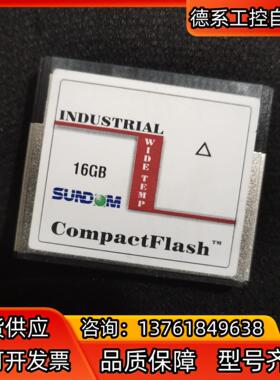 德系工控自
INDUSTRIAL
WIDE TEMP
16GB
SUNDOM
CompactFlash™
货供应
咨询：13761849638
可开发票
品质保障
型号齐